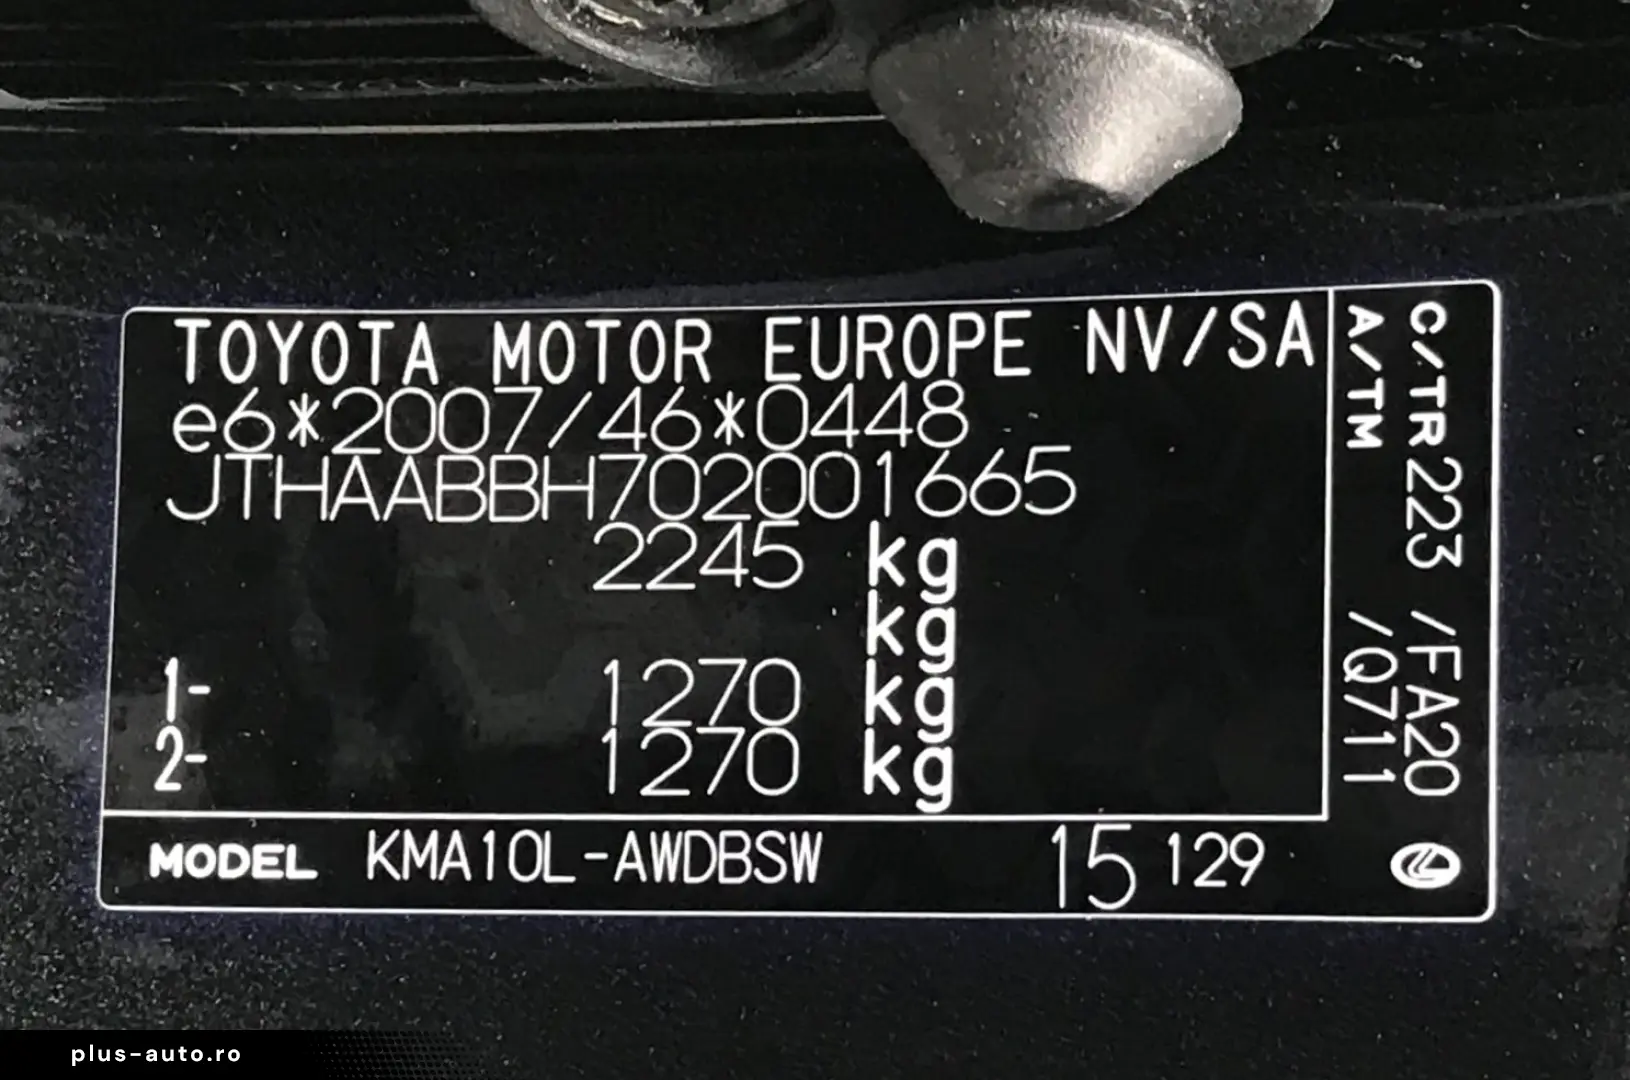 TOYOTA MOTOR EUROPE NV/SA
e6*2007/46*0448
JTHAABBH702001665
2245 kg
kg
1- 1270 kg
2- 1270 kg
C/TR 223 /FA20
A/TM /Q711
MODEL KMA10L-AWDBSW 15 129
plus-auto.ro